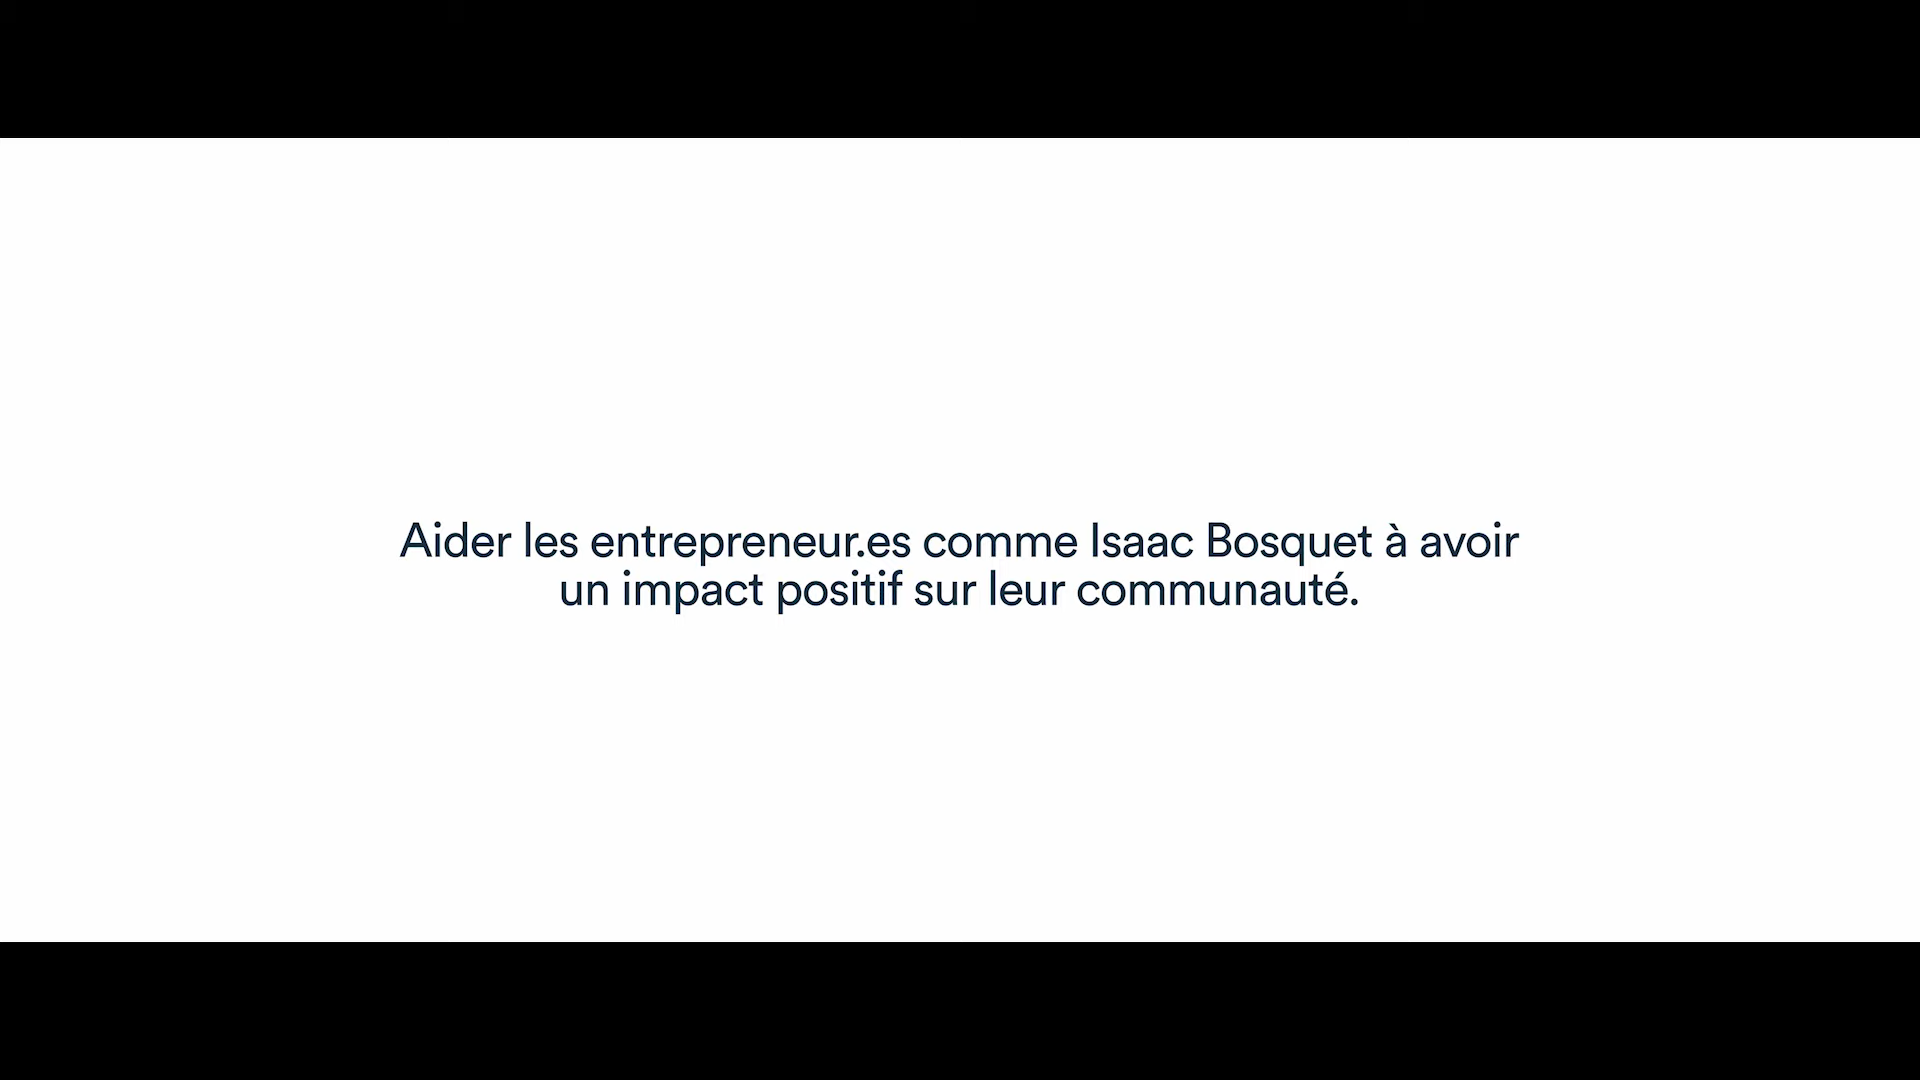 Aider les entrepreneur.es comme Isaac Bosquet à avoir
un impact positif sur leur communauté.